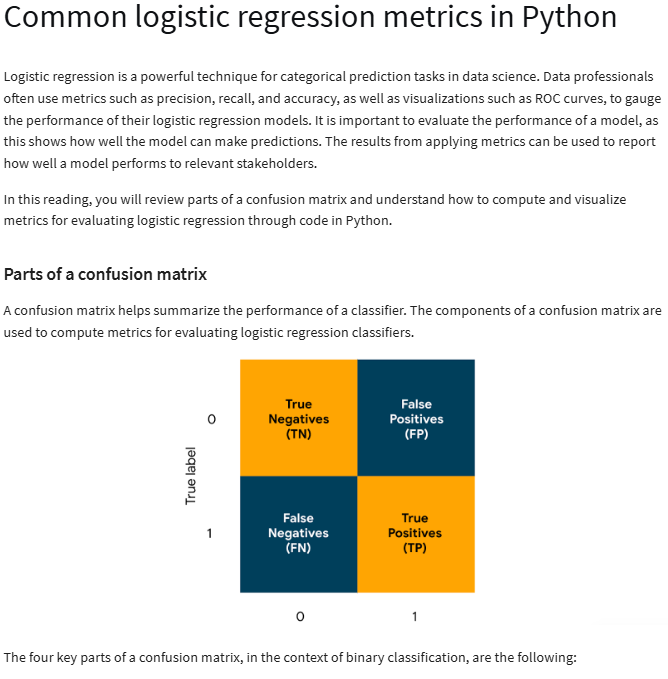 Common logistic regression metrics in Python
Logistic regression is a powerful technique for categorical prediction tasks in data science. Data professionals
often use metrics such as precision, recall, and accuracy, as well as visualizations such as ROC curves, to gauge
the performance of their logistic regression models. It is important to evaluate the performance of a model, as
this shows how well the model can make predictions. The results from applying metrics can be used to report
how well a model performs to relevant stakeholders.
In this reading, you will review parts of a confusion matrix and understand how to compute and visualize
metrics for evaluating logistic regression through code in Python.
Parts of a confusion matrix
A confusion matrix helps summarize the performance of a classifier. The components of a confusion matrix are
used to compute metrics for evaluating logistic regression classifiers.
True label
0
True
Negatives
(TN)
False
Positives
(FP)
1
False
Negatives
(FN)
True
Positives
(TP)
0
1
The four key parts of a confusion matrix, in the context of binary classification, are the following: